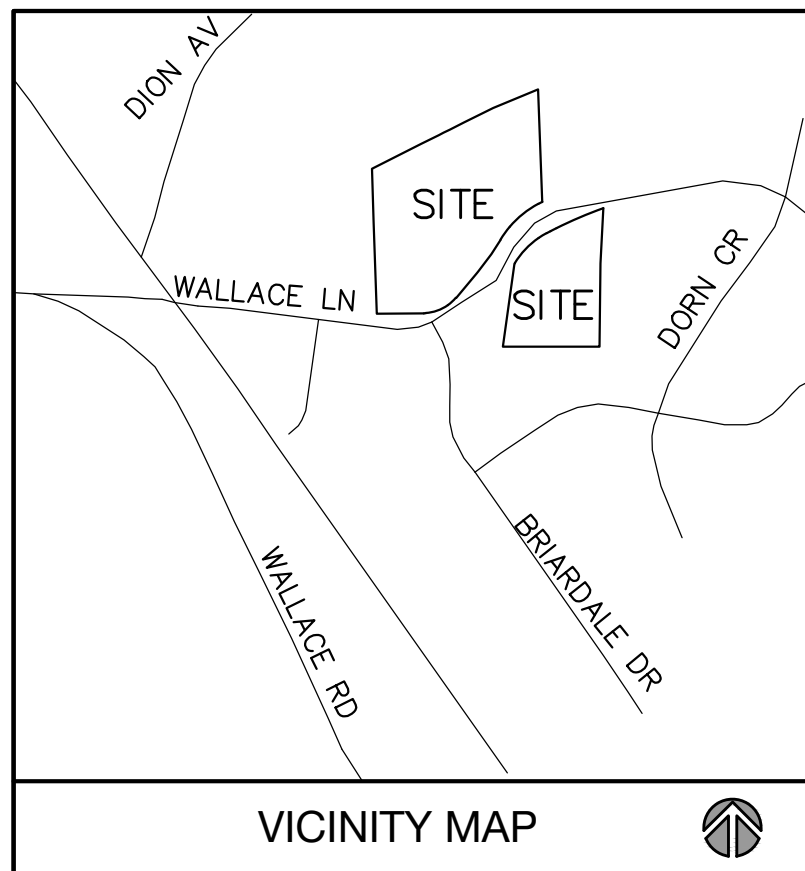 DION AV
SITE
WALLACE LN
SITE
DORN CR
BRIARDALE DR
WALLACE RD
VICINITY MAP